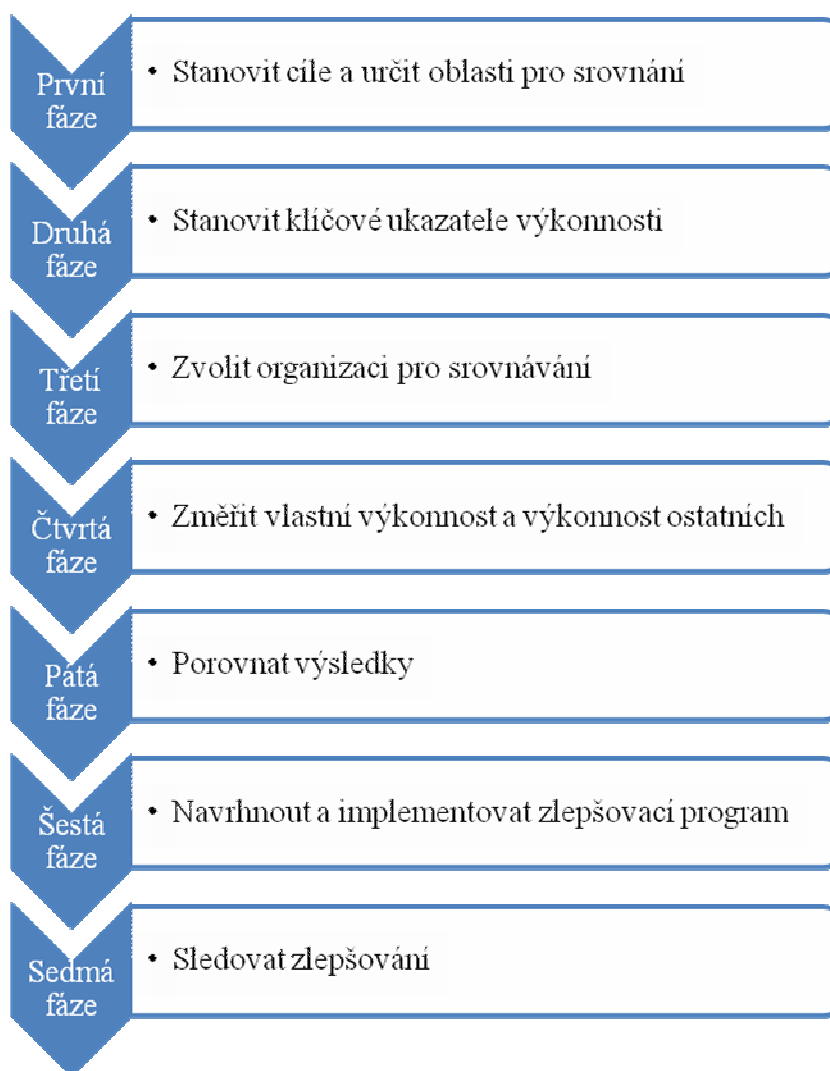 První
fáze
• Stanovit cíle a určit oblasti pro srovnání
Druhá
fáze
• Stanovit klíčové ukazatele výkonnosti
Třetí
fáze
• Zvolit organizaci pro srovnávání
Čtvrtá
fáze
• Změřit vlastní výkonnost a výkonnost ostatních
Pátá
fáze
• Porovnat výsledky
Šestá
fáze
• Navrhnout a implementovat zlepšovací program
Sedmá
fáze
• Sledovat zlepšování